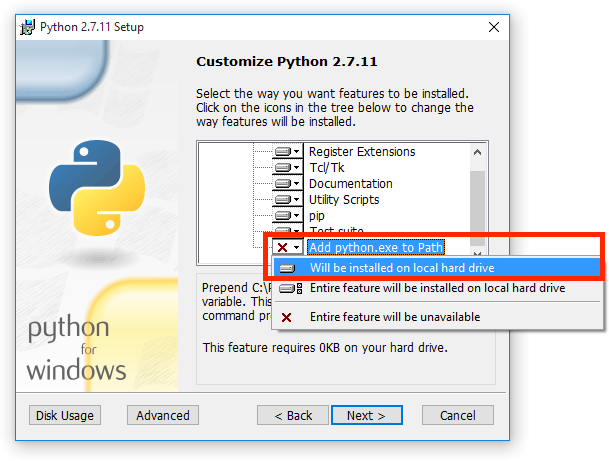 Python 2.7.11 Setup
Customize Python 2.7.11
Select the way you want features to be installed.
Click on the icons in the tree below to change the
way features will be installed.
Register Extensions
Tcl/Tk
Documentation
Utility Scripts
pip
Test suite
Add python.exe to Path
Will be installed on local hard drive
Entire feature will be installed on local hard drive
Entire feature will be unavailable
Prepend C:\
variable. This
command pr
This feature requires 0KB on your hard drive.
python
for
windows
Disk Usage
Advanced
< Back
Next >
Cancel